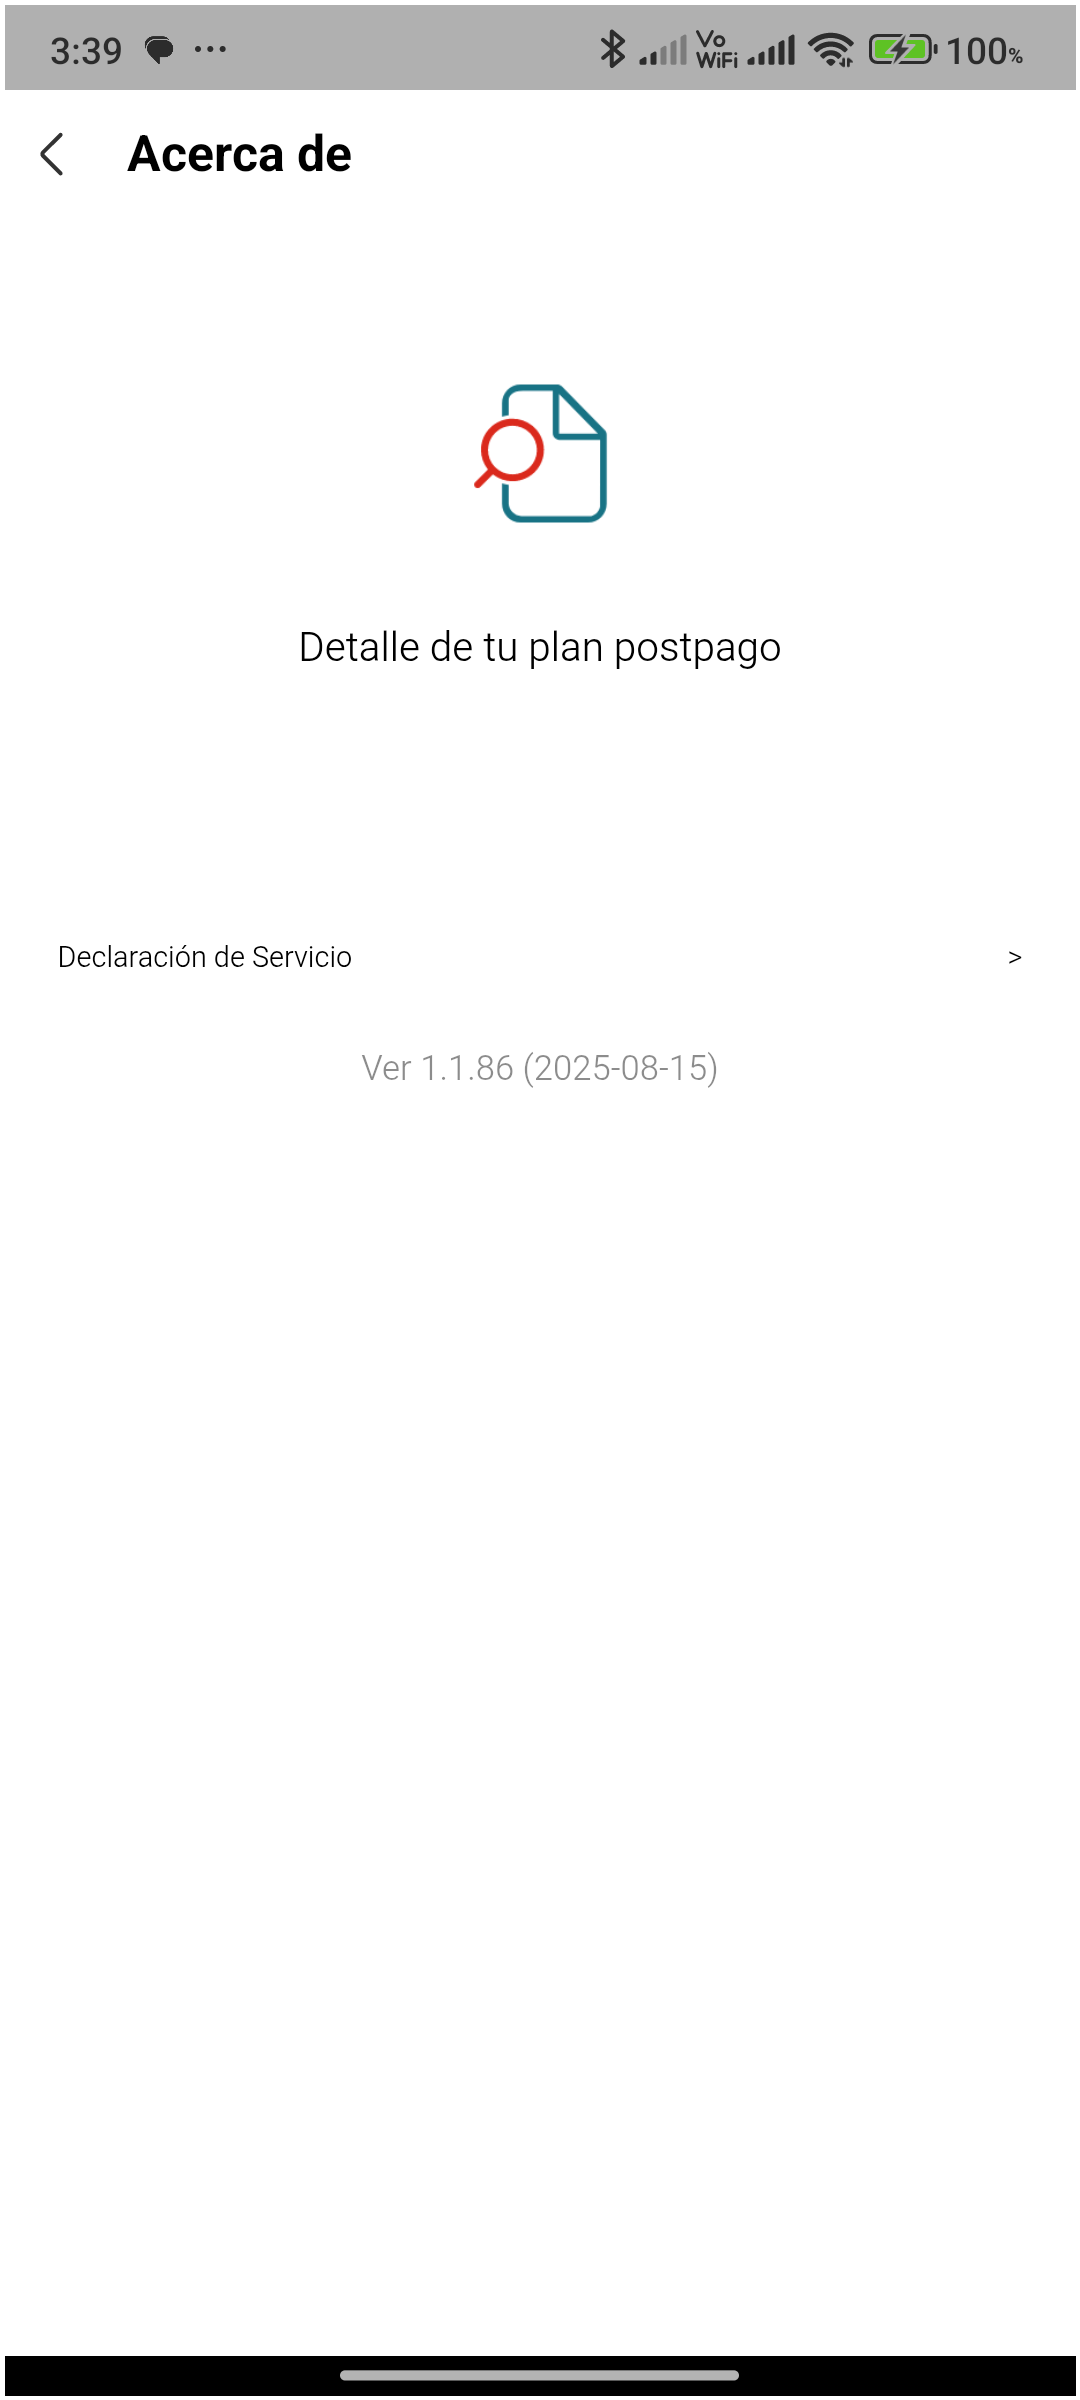 3:39 ... Vo WiFi 100%
Acerca de
Detalle de tu plan postpago
Declaración de Servicio >
Ver 1.1.86 (2025-08-15)